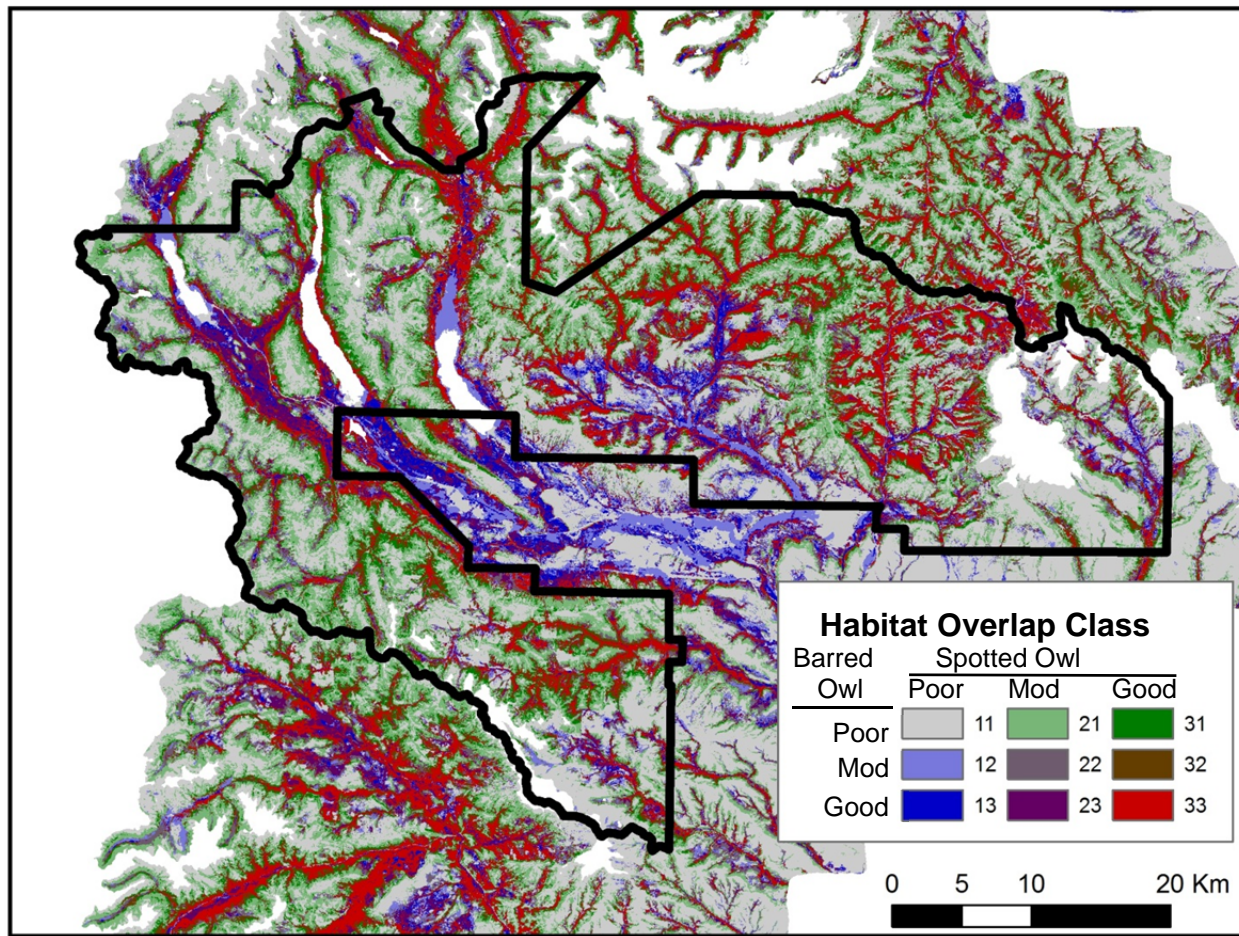 Habitat Overlap Class
Barred Owl Spotted Owl
Poor Mod Good
Poor 11 21 31
Mod 12 22 32
Good 13 23 33
0 5 10 20 Km